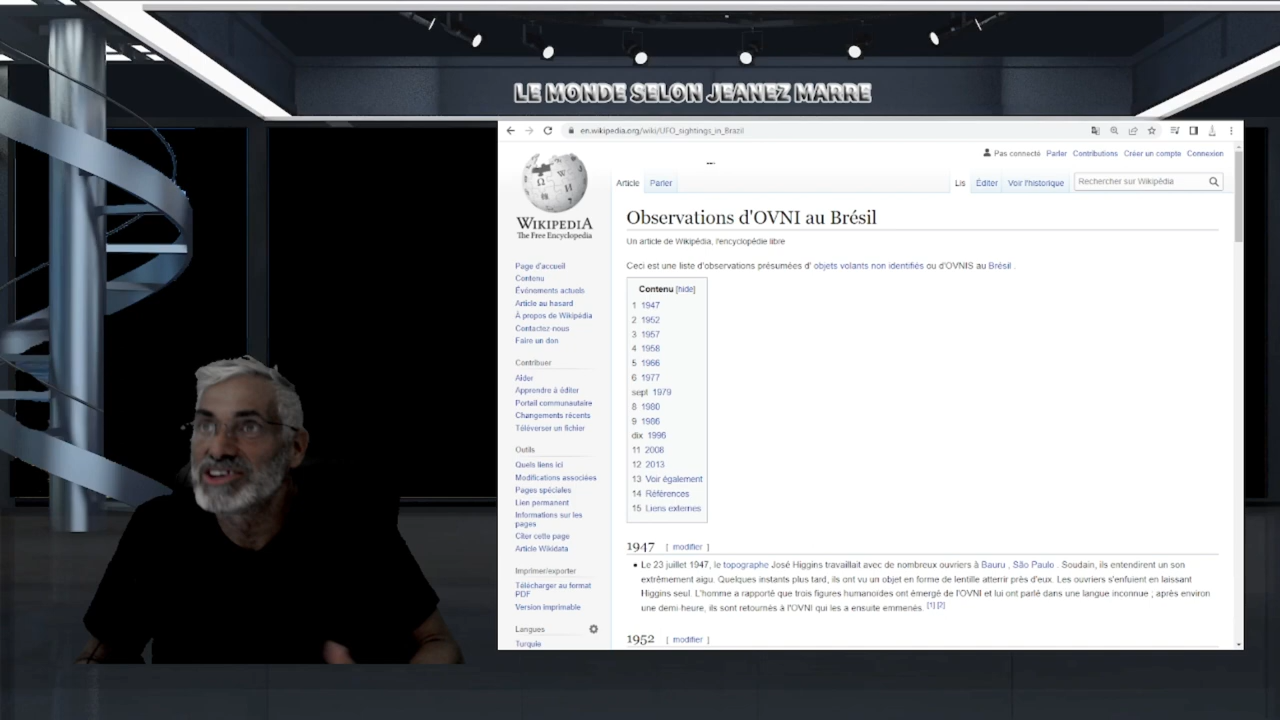 LE MONDE SELON JEANEZ MARRE
en.wikipedia.org/wiki/UFO_sightings_in_Brazil
Pas connecté Parler Contributions Créer un compte Connexion
Article Parler
Lis Éditer Voir l'historique Rechercher sur Wikipédia
WIKIPEDIA
The Free Encyclopedia
Page d'accueil
Contenu
Événements actuels
Article au hasard
À propos de Wikipédia
Contactez-nous
Faire un don
Contribuer
Aider
Apprendre à éditer
Portail communautaire
Changements récents
Téléverser un fichier
Outils
Quels liens ici
Modifications associées
Pages spéciales
Lien permanent
Informations sur les
pages
Citer cette page
Article Wikidata
Imprimer/exporter
Télécharger au format
PDF
Version imprimable
Langues
Turquie
Observations d'OVNI au Brésil
Un article de Wikipédia, l'encyclopédie libre
Ceci est une liste d'observations présumées d' objets volants non identifiés ou d'OVNIS au Brésil .
Contenu [hide]
1 1947
2 1952
3 1957
4 1958
5 1966
6 1977
sept 1979
8 1980
9 1986
dix 1996
11 2008
12 2013
13 Voir également
14 Références
15 Liens externes
1947 [ modifier ]
• Le 23 juillet 1947, le topographe José Higgins travaillait avec de nombreux ouvriers à Bauru , São Paulo . Soudain, ils entendirent un son
extrêmement aigu. Quelques instants plus tard, ils ont vu un objet en forme de lentille atterrir près d'eux. Les ouvriers s'enfuient en laissant
Higgins seul. L'homme a rapporté que trois figures humanoïdes ont émergé de l'OVNI et lui ont parlé dans une langue inconnue ; après environ
une demi-heure, ils sont retournés à l'OVNI qui les a ensuite emmenés. [1] [2]
1952 [ modifier ]